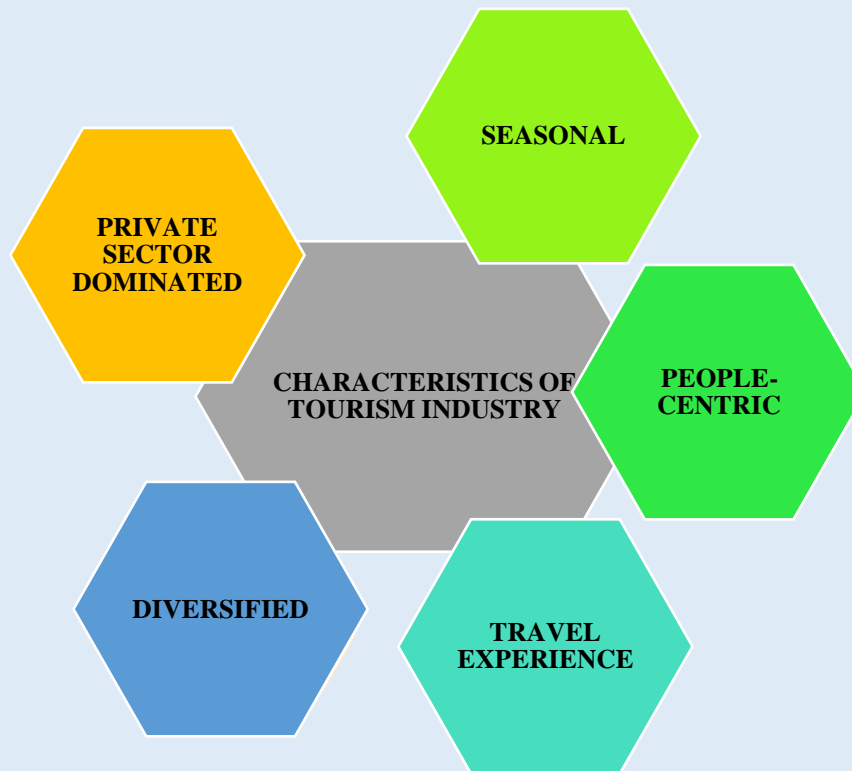 SEASONAL
PRIVATE
SECTOR
DOMINATED
CHARACTERISTICS OF
TOURISM INDUSTRY
PEOPLE-
CENTRIC
DIVERSIFIED
TRAVEL
EXPERIENCE